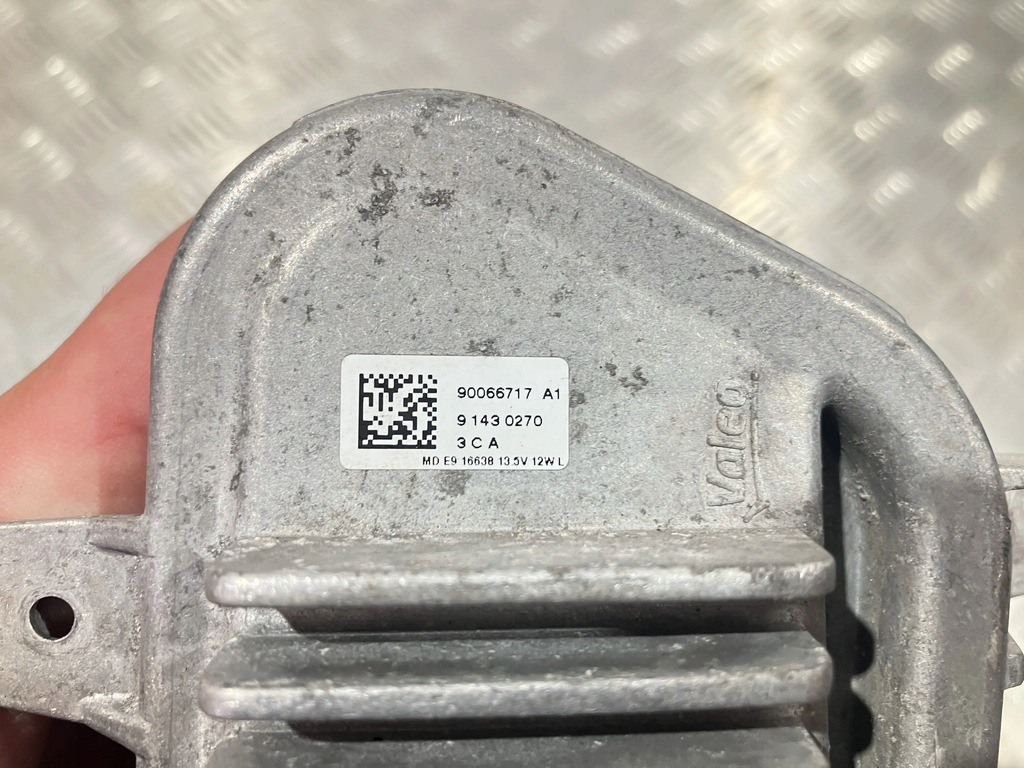 90066717 A1
9 143 0270
3 C A
MD E9 16638 13.5V 12W L
Valeo